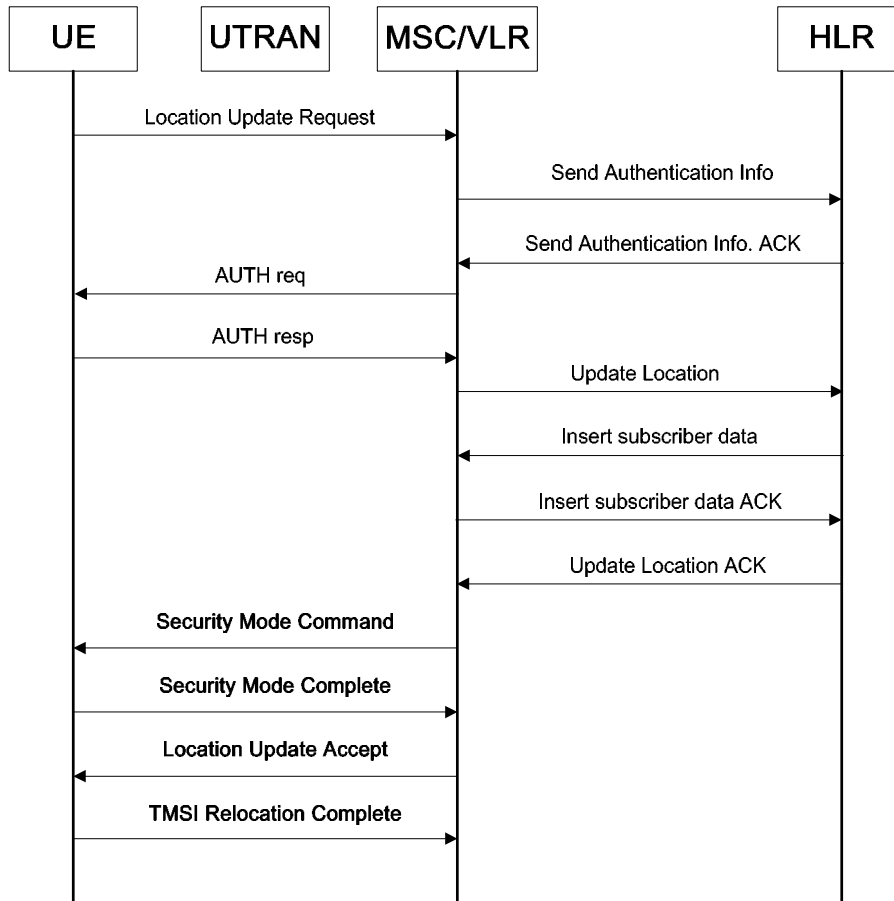 UE
UTRAN
MSC/VLR
HLR
Location Update Request
Send Authentication Info
Send Authentication Info. ACK
AUTH req
AUTH resp
Update Location
Insert subscriber data
Insert subscriber data ACK
Update Location ACK
Security Mode Command
Security Mode Complete
Location Update Accept
TMSI Relocation Complete